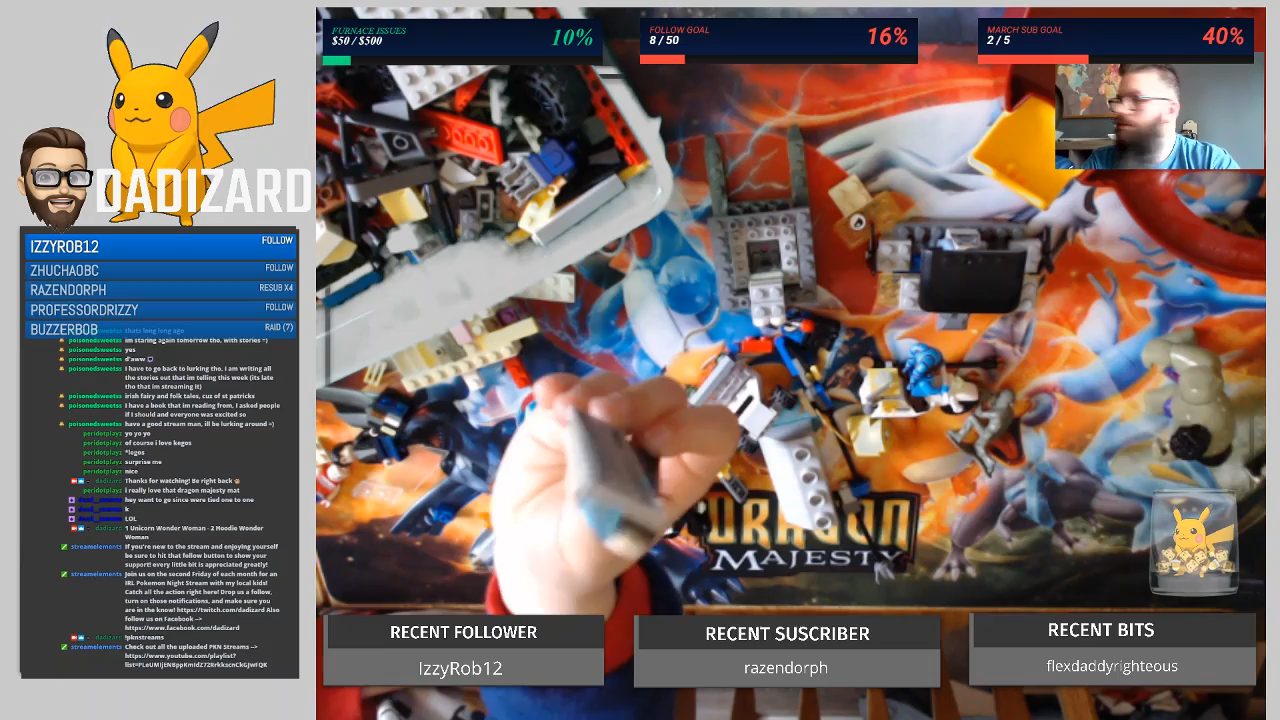 FURNACE ISSUES
$50 / $500
10%
FOLLOW GOAL
8 / 50
16%
MARCH SUB GOAL
2 / 5
40%
DADIZARD
IZZYROB12 FOLLOW
ZHUCHAOBC FOLLOW
RAZENDORPH RESUB X4
PROFESSORDRIZZY FOLLOW
BUZZERBOB RAID (7)
thats long long ago
im staring again tomorrow tho, with stories =)
poisonedsweetss yes
poisonedsweetss d'aww
poisonedsweetss I have to go back to lurking tho, I am writing all
the stories out that im telling this week (its late
tho that im streaming it)
poisonedsweetss irish fairy and folk tales, cuz of st patricks
poisonedsweetss i have a book that im reading from, I asked people
if I should and everyone was excited so
poisonedsweetss have a good stream man, ill be lurking around =)
peridotplayz yo yo yo
peridotplayz of course i love kegos
peridotplayz *legos
peridotplayz surprise me
peridotplayz nice
dadizard Thanks for watching! Be right back
peridotplayz i really love that dragon majesty mat
hey want to go since were tied one to one
k
LOL
dadizard 1 Unicorn Wonder Woman - 2 Hoodie Wonder
Woman
streamelements If you're new to the stream and enjoying yourself
be sure to hit that follow button to show your
support! every little bit is appreciated greatly!
streamelements Join us on the second Friday of each month for an
IRL Pokemon Night Stream with my local kids!
Catch all the action right here! Drop us a follow,
turn on those notifications, and make sure you
are in the know! https://twitch.com/dadizard Also
follow us on Facebook -->
https://www.facebook.com/dadizard
dadizard !pknstreams
streamelements Check out all the uploaded PKN Streams -->
https://www.youtube.com/playlist?
DRAGON
MAJESTY
RECENT FOLLOWER
IzzyRob12
RECENT SUSCRIBER
razendorph
RECENT BITS
flexdaddyrighteous